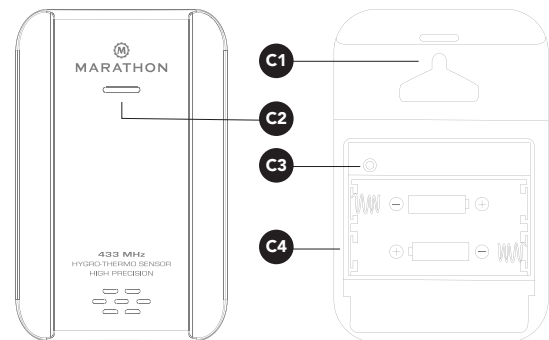 MARATHON
433 MHz
HYGRO-THERMO SENSOR
HIGH PRECISION
C1
C2
C3
C4